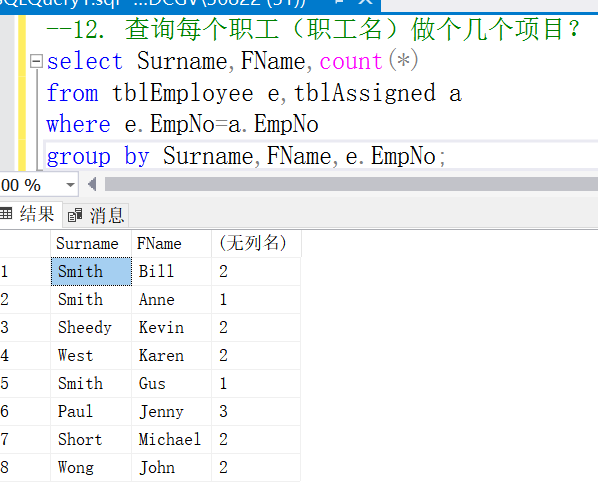 --12. 查询每个职工（职工名）做个几个项目？
select Surname,FName,count(*)
from tblEmployee e,tblAssigned a
where e.EmpNo=a.EmpNo
group by Surname,FName,e.EmpNo;
00 %
结果 消息
Surname FName (无列名)
1 Smith Bill 2
2 Smith Anne 1
3 Sheedy Kevin 2
4 West Karen 2
5 Smith Gus 1
6 Paul Jenny 3
7 Short Michael 2
8 Wong John 2